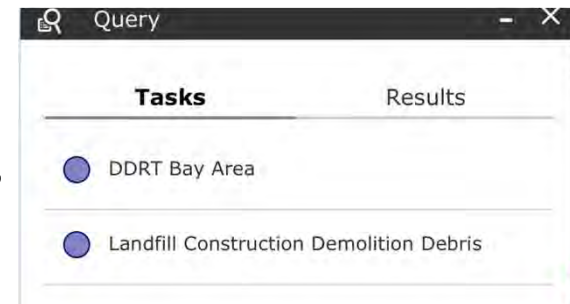 Query
Tasks Results
DDRT Bay Area
Landfill Construction Demolition Debris